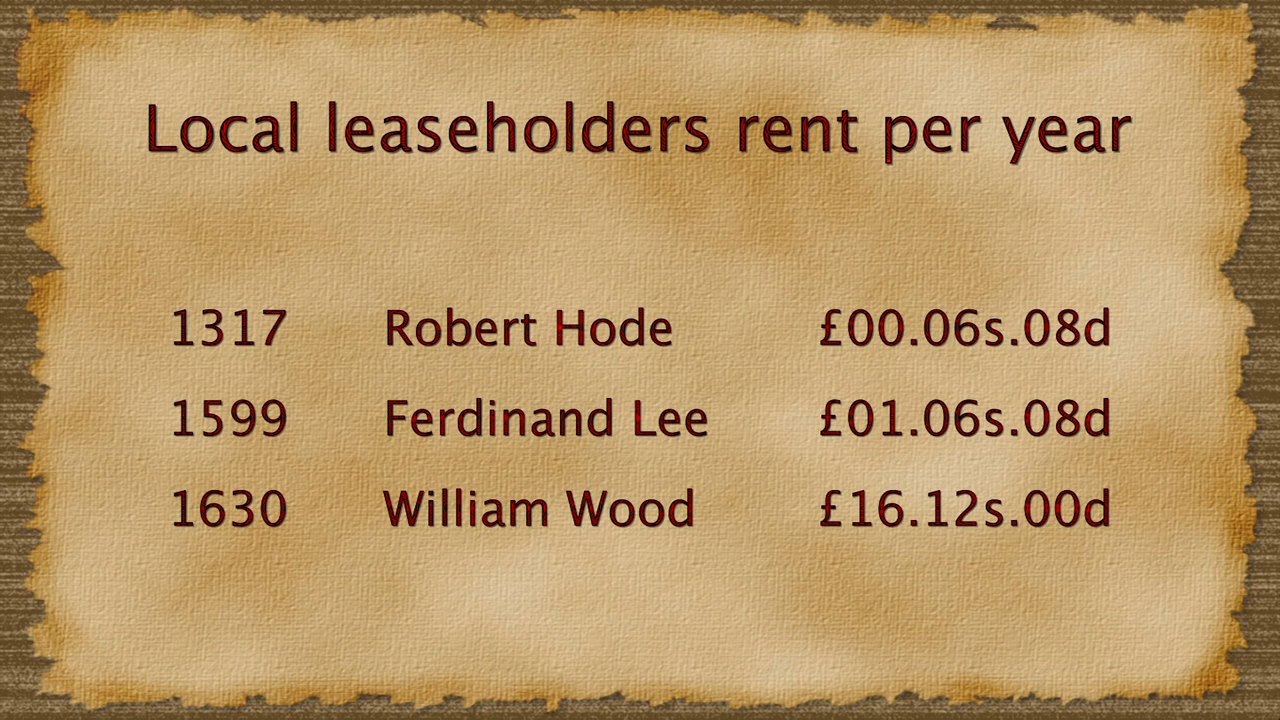 Local leaseholders rent per year
1317 Robert Hode £00.06s.08d
1599 Ferdinand Lee £01.06s.08d
1630 William Wood £16.12s.00d